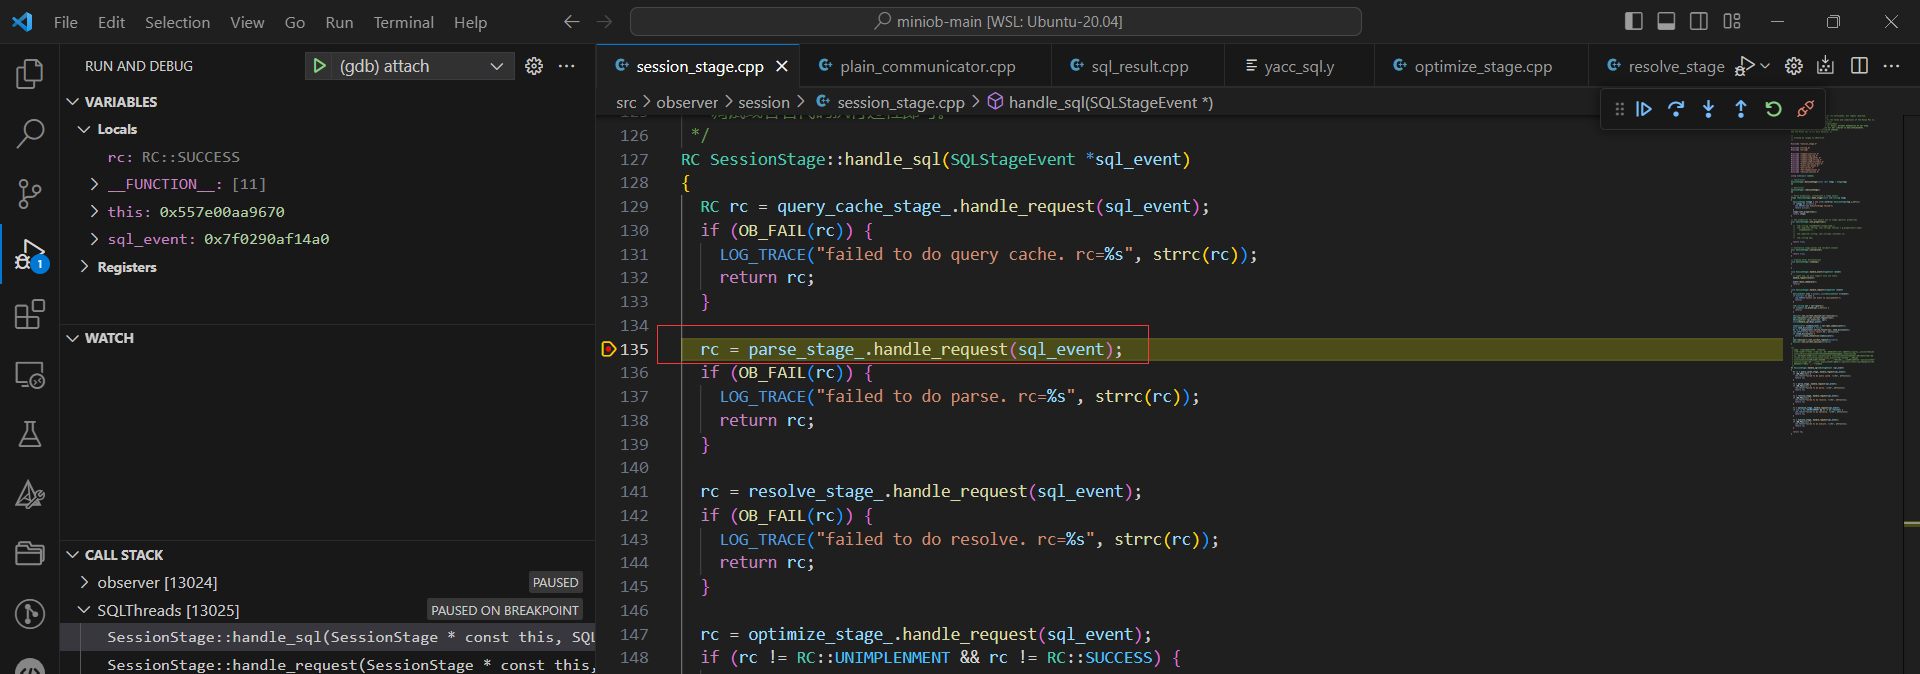 File Edit Selection View Go Run Terminal Help
miniob-main [WSL: Ubuntu-20.04]
RUN AND DEBUG
(gdb) attach
session_stage.cpp
plain_communicator.cpp
sql_result.cpp
yacc_sql.y
optimize_stage.cpp
resolve_stage
src > observer > session > session_stage.cpp > handle_sql(SQLStageEvent *)
VARIABLES
Locals
rc: RC::SUCCESS
__FUNCTION__: [11]
this: 0x557e00aa9670
sql_event: 0x7f0290af14a0
Registers
WATCH
CALL STACK
observer [13024] PAUSED
SQLThreads [13025] PAUSED ON BREAKPOINT
SessionStage::handle_sql(SessionStage * const this, SQL
SessionStage::handle_request(SessionStage * const this,
1
126 */
127 RC SessionStage::handle_sql(SQLStageEvent *sql_event)
128 {
129 RC rc = query_cache_stage_.handle_request(sql_event);
130 if (OB_FAIL(rc)) {
131 LOG_TRACE("failed to do query cache. rc=%s", strrc(rc));
132 return rc;
133 }
134
135 rc = parse_stage_.handle_request(sql_event);
136 if (OB_FAIL(rc)) {
137 LOG_TRACE("failed to do parse. rc=%s", strrc(rc));
138 return rc;
139 }
140
141 rc = resolve_stage_.handle_request(sql_event);
142 if (OB_FAIL(rc)) {
143 LOG_TRACE("failed to do resolve. rc=%s", strrc(rc));
144 return rc;
145 }
146
147 rc = optimize_stage_.handle_request(sql_event);
148 if (rc != RC::UNIMPLENMENT && rc != RC::SUCCESS) {